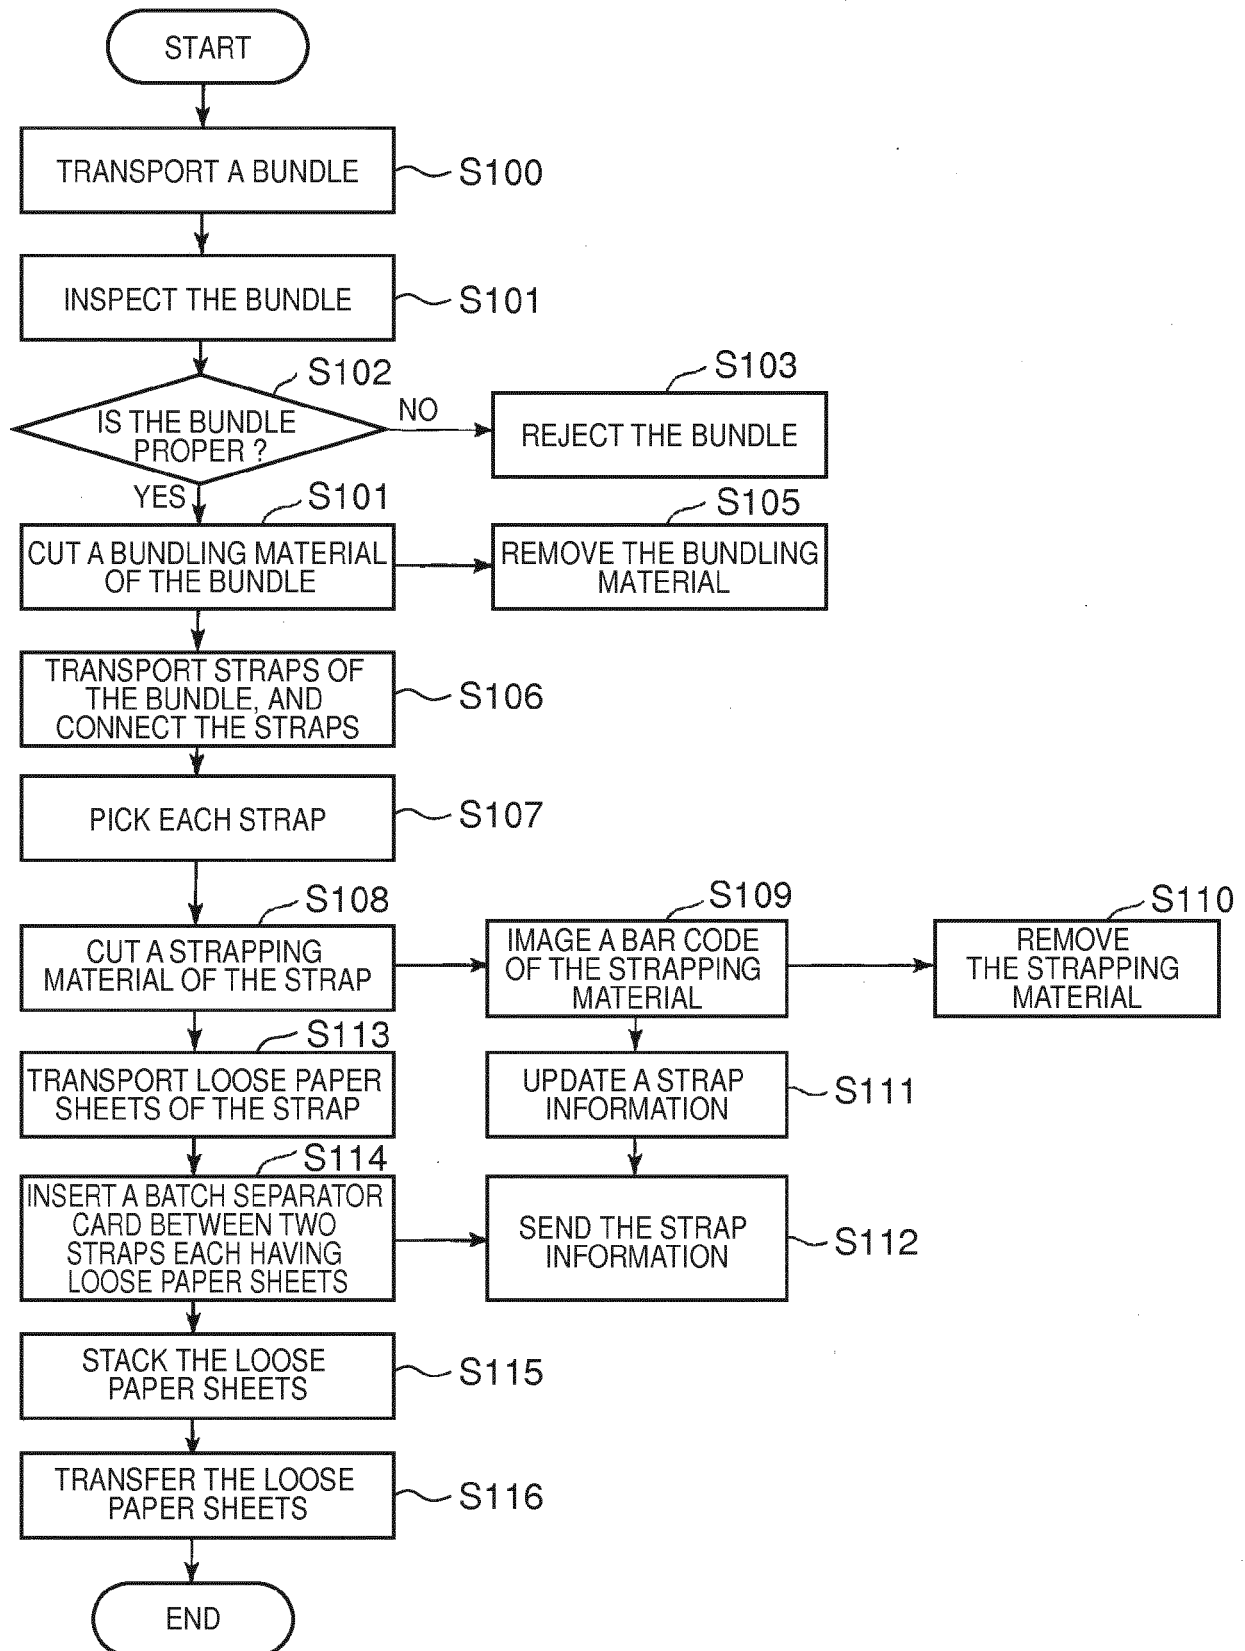 START
TRANSPORT A BUNDLE
S100
INSPECT THE BUNDLE
S101
S102
IS THE BUNDLE
PROPER ?
NO
S103
REJECT THE BUNDLE
YES
S101
CUT A BUNDLING MATERIAL
OF THE BUNDLE
S105
REMOVE THE BUNDLING
MATERIAL
TRANSPORT STRAPS OF
THE BUNDLE, AND
CONNECT THE STRAPS
S106
PICK EACH STRAP
S107
S108
CUT A STRAPPING
MATERIAL OF THE STRAP
S109
IMAGE A BAR CODE
OF THE STRAPPING
MATERIAL
S110
REMOVE
THE STRAPPING
MATERIAL
S113
TRANSPORT LOOSE PAPER
SHEETS OF THE STRAP
UPDATE A STRAP
INFORMATION
S111
S114
INSERT A BATCH SEPARATOR
CARD BETWEEN TWO
STRAPS EACH HAVING
LOOSE PAPER SHEETS
SEND THE STRAP
INFORMATION
S112
STACK THE LOOSE
PAPER SHEETS
S115
TRANSFER THE LOOSE
PAPER SHEETS
S116
END